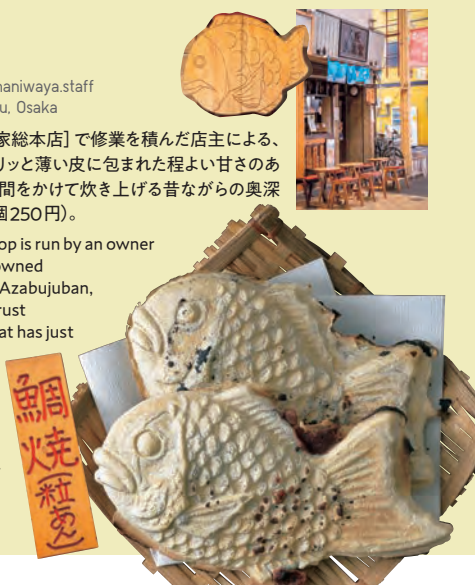 naniwaya.staff
u, Osaka
家総本店] で修業を積んだ店主による、
リッと薄い皮に包まれた程よい甘さのあ
間をかけて炊き上げる昔ながらの奥深
個250円)。
op is run by an owner
owned
Azabujuban,
rust
at has just
鯛焼(粒あん)